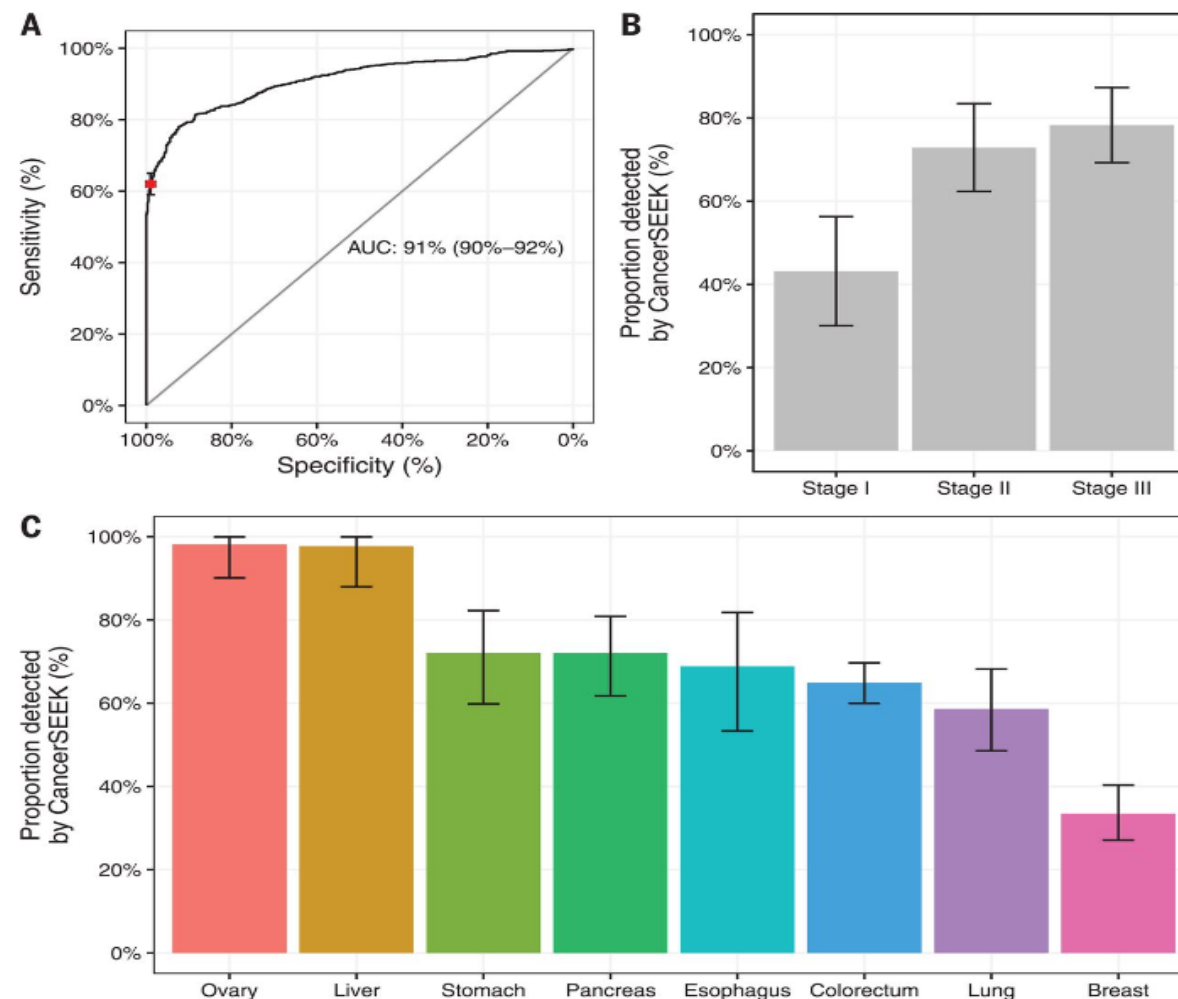 A
100%
80%
60%
40%
20%
0%
Sensitivity (%)
AUC: 91% (90%–92%)
100% 80% 60% 40% 20% 0%
Specificity (%)
B
100%
80%
60%
40%
20%
0%
Proportion detected
by CancerSEEK (%)
Stage I Stage II Stage III
C
100%
80%
60%
40%
20%
0%
Proportion detected
by CancerSEEK (%)
Ovary Liver Stomach Pancreas Esophagus Colorectum Lung Breast